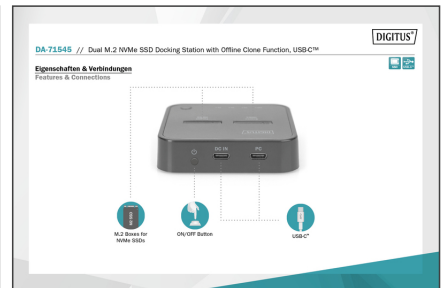 DIGITUS®
DA-71545 // Dual M.2 NVMe SSD Docking Station with Offline Clone Function, USB-C™
Eigenschaften & Verbindungen
Features & Connections
DC IN
PC
M.2 Boxes for
NVMe SSDs
ON/OFF Button
USB-C™